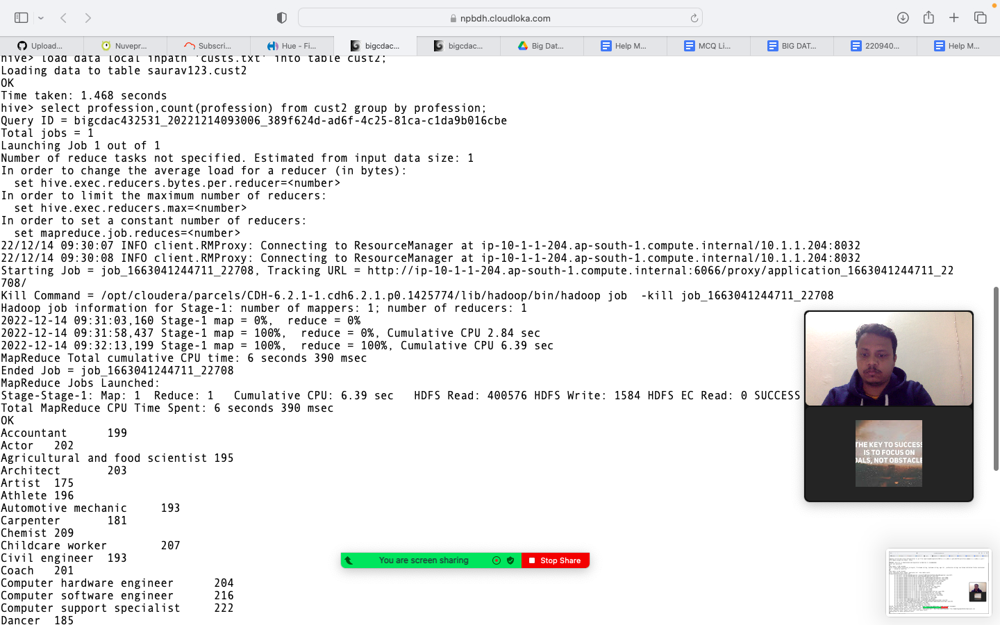 npbdh.cloudloka.com
Upload...
Nuvepr...
Subscri...
Hue - Fi...
bigcdac...
bigcdac...
Big Dat...
Help M...
MCQ Li...
BIG DAT...
220940...
Help M...
hive> load data local inpath 'custs.txt' into table cust2;
Loading data to table saurav123.cust2
OK
Time taken: 1.468 seconds
hive> select profession,count(profession) from cust2 group by profession;
Query ID = bigcdac432531_20221214093006_389f624d-ad6f-4c25-81ca-c1da9b016cbe
Total jobs = 1
Launching Job 1 out of 1
Number of reduce tasks not specified. Estimated from input data size: 1
In order to change the average load for a reducer (in bytes):
  set hive.exec.reducers.bytes.per.reducer=<number>
In order to limit the maximum number of reducers:
  set hive.exec.reducers.max=<number>
In order to set a constant number of reducers:
  set mapreduce.job.reduces=<number>
22/12/14 09:30:07 INFO client.RMProxy: Connecting to ResourceManager at ip-10-1-1-204.ap-south-1.compute.internal/10.1.1.204:8032
22/12/14 09:30:08 INFO client.RMProxy: Connecting to ResourceManager at ip-10-1-1-204.ap-south-1.compute.internal/10.1.1.204:8032
Starting Job = job_1663041244711_22708, Tracking URL = http://ip-10-1-1-204.ap-south-1.compute.internal:6066/proxy/application_1663041244711_22
708/
Kill Command = /opt/cloudera/parcels/CDH-6.2.1-1.cdh6.2.1.p0.1425774/lib/hadoop/bin/hadoop job  -kill job_1663041244711_22708
Hadoop job information for Stage-1: number of mappers: 1; number of reducers: 1
2022-12-14 09:31:03,160 Stage-1 map = 0%,  reduce = 0%
2022-12-14 09:31:58,437 Stage-1 map = 100%,  reduce = 0%, Cumulative CPU 2.84 sec
2022-12-14 09:32:13,199 Stage-1 map = 100%,  reduce = 100%, Cumulative CPU 6.39 sec
MapReduce Total cumulative CPU time: 6 seconds 390 msec
Ended Job = job_1663041244711_22708
MapReduce Jobs Launched:
Stage-Stage-1: Map: 1  Reduce: 1   Cumulative CPU: 6.39 sec   HDFS Read: 400576 HDFS Write: 1584 HDFS EC Read: 0 SUCCESS
Total MapReduce CPU Time Spent: 6 seconds 390 msec
OK
Accountant	199
Actor	202
Agricultural and food scientist	195
Architect	203
Artist	175
Athlete	196
Automotive mechanic	193
Carpenter	181
Chemist	209
Childcare worker	207
Civil engineer	193
Coach	201
Computer hardware engineer	204
Computer software engineer	216
Computer support specialist	222
Dancer	185
THE KEY TO SUCCESS
IS TO FOCUS ON
OALS, NOT OBSTACLE
You are screen sharing
Stop Share